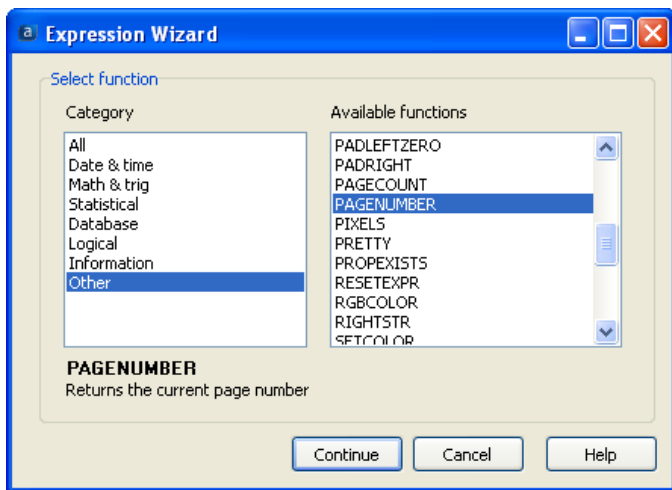 a Expression Wizard
Select function
Category
All
Date & time
Math & trig
Statistical
Database
Logical
Information
Other
Available functions
PADLEFTZERO
PADRIGHT
PAGECOUNT
PAGENUMBER
PIXELS
PRETTY
PROPEXISTS
RESETEXPR
RGBCOLOR
RIGHTSTR
SETCOLOR
PAGENUMBER
Returns the current page number
Continue Cancel Help